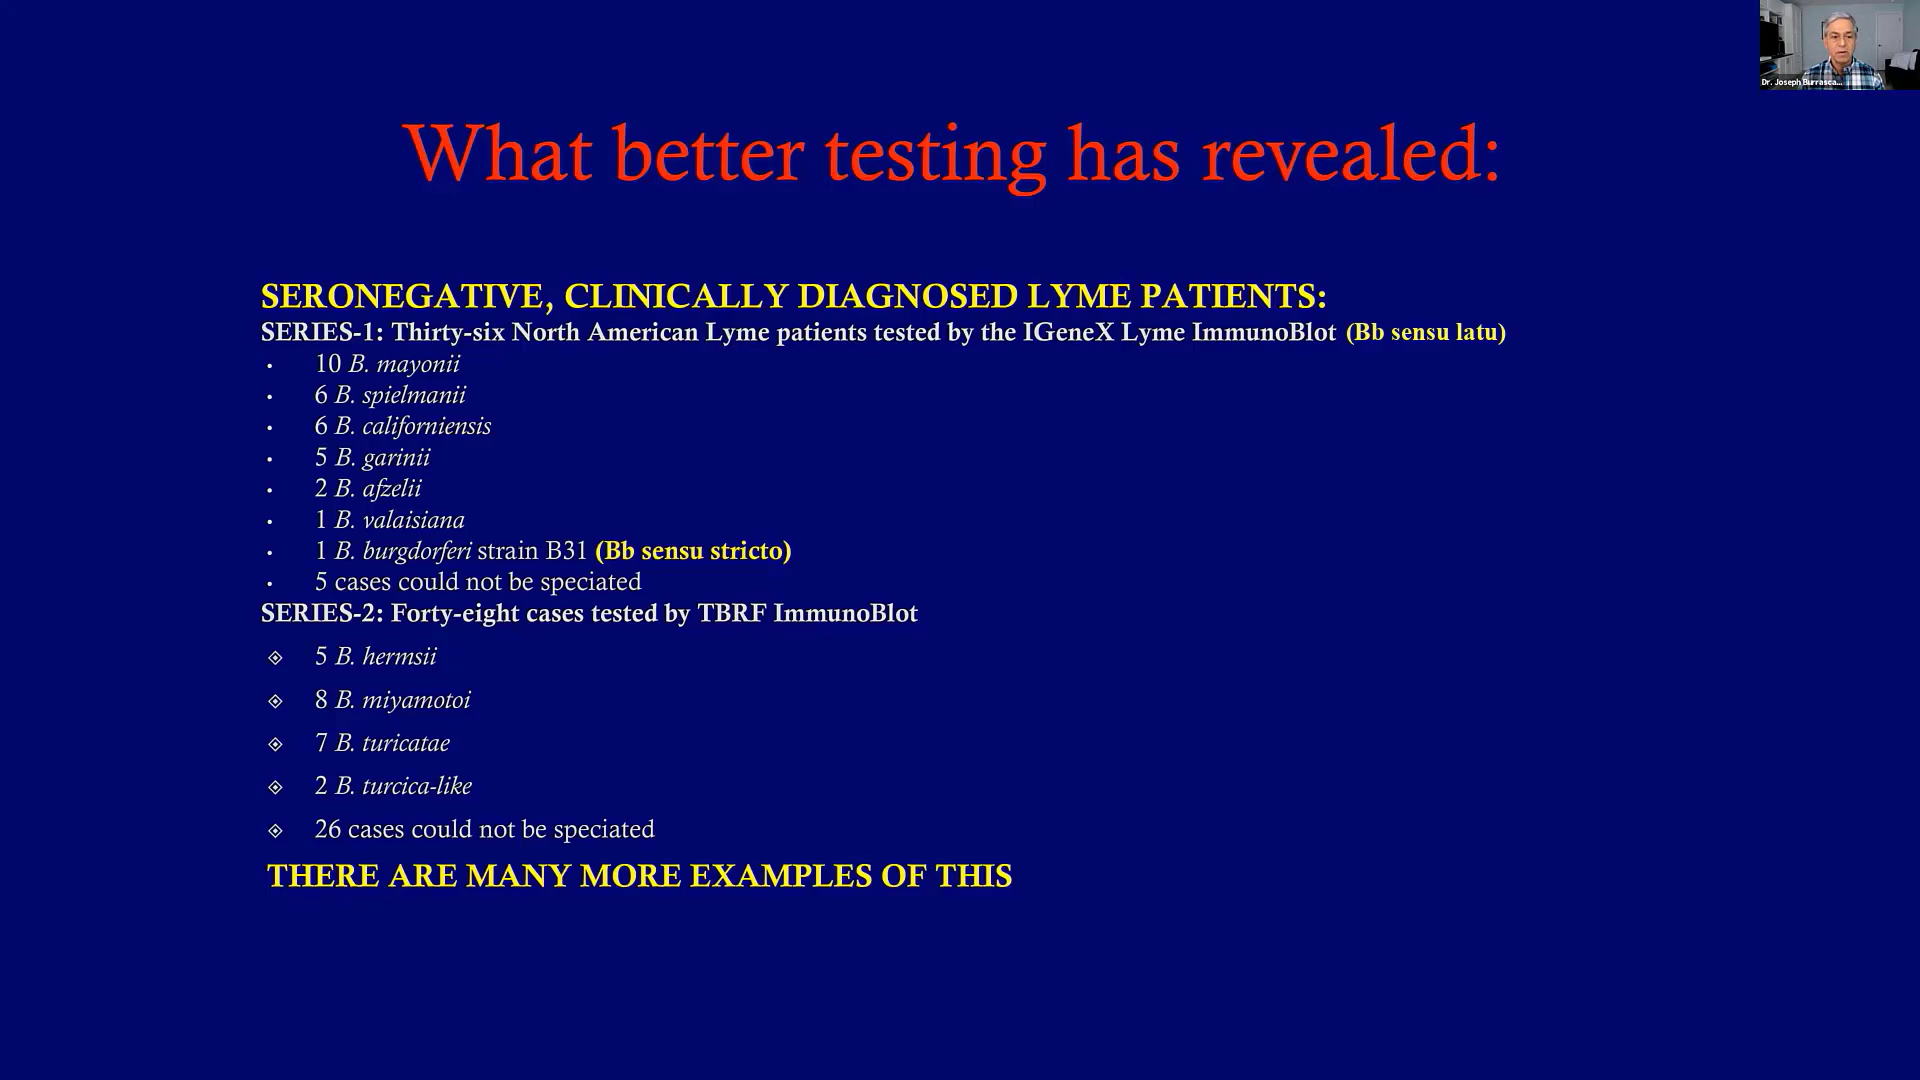 Dr. Joseph Burrasca...
What better testing has revealed:
SERONEGATIVE, CLINICALLY DIAGNOSED LYME PATIENTS:
SERIES-1: Thirty-six North American Lyme patients tested by the IGeneX Lyme ImmunoBlot (Bb sensu latu)
• 10 B. mayonii
• 6 B. spielmanii
• 6 B. californiensis
• 5 B. garinii
• 2 B. afzelii
• 1 B. valaisiana
• 1 B. burgdorferi strain B31 (Bb sensu stricto)
• 5 cases could not be speciated
SERIES-2: Forty-eight cases tested by TBRF ImmunoBlot
5 B. hermsii
8 B. miyamotoi
7 B. turicatae
2 B. turcica-like
26 cases could not be speciated
THERE ARE MANY MORE EXAMPLES OF THIS